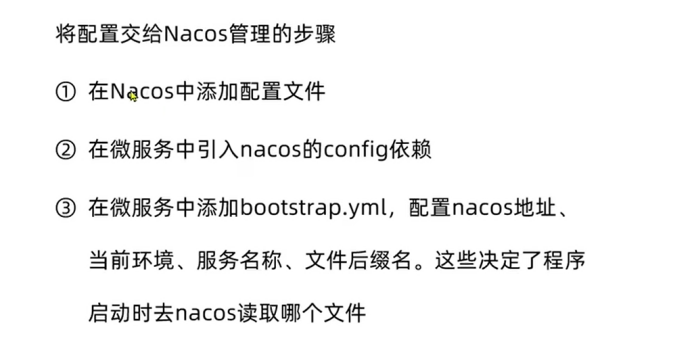 将配置交给Nacos管理的步骤
① 在Nacos中添加配置文件
② 在微服务中引入nacos的config依赖
③ 在微服务中添加bootstrap.yml，配置nacos地址、
当前环境、服务名称、文件后缀名。这些决定了程序
启动时去nacos读取哪个文件